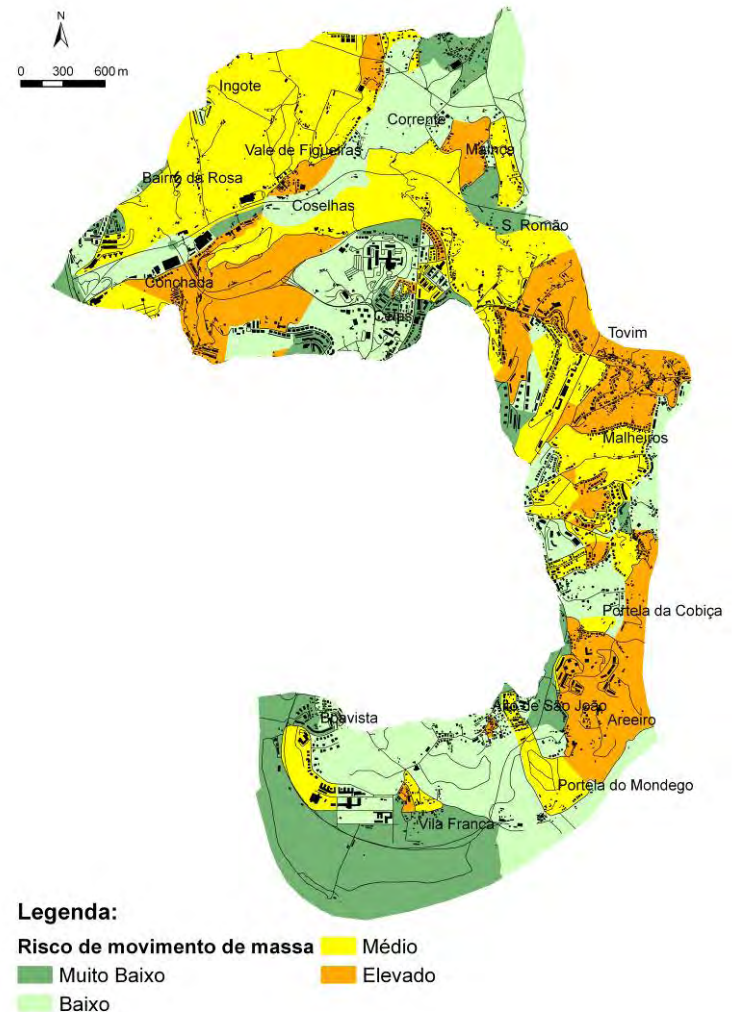 N
0 300 600 m
Ingote
Corrente
Vale de Figueiras
Mainça
Bairro da Rosa
Coselhas
S. Romão
Conchada
Celas
Tovim
Malheiros
Portela da Cobiça
Alto de São João
Boavista
Areeiro
Portela do Mondego
Vila Franca
Legenda:
Risco de movimento de massa
Médio
Muito Baixo
Elevado
Baixo